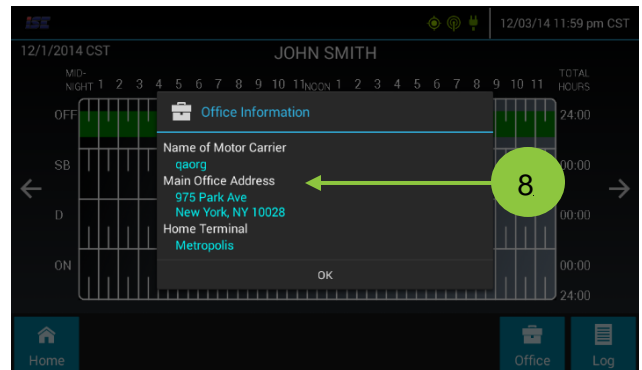 ISE
12/03/14 11:59 pm CST
12/1/2014 CST
JOHN SMITH
MID-
NIGHT 1 2 3 4 5 6 7 8 9 10 11 NOON 1 2 3 4 5 6 7 8 9 10 11
TOTAL
HOURS
OFF
24:00
SB
00:00
D
00:00
ON
00:00
24:00
Office Information
Name of Motor Carrier
qaorg
Main Office Address
975 Park Ave
New York, NY 10028
Home Terminal
Metropolis
OK
8
Home
Office
Log